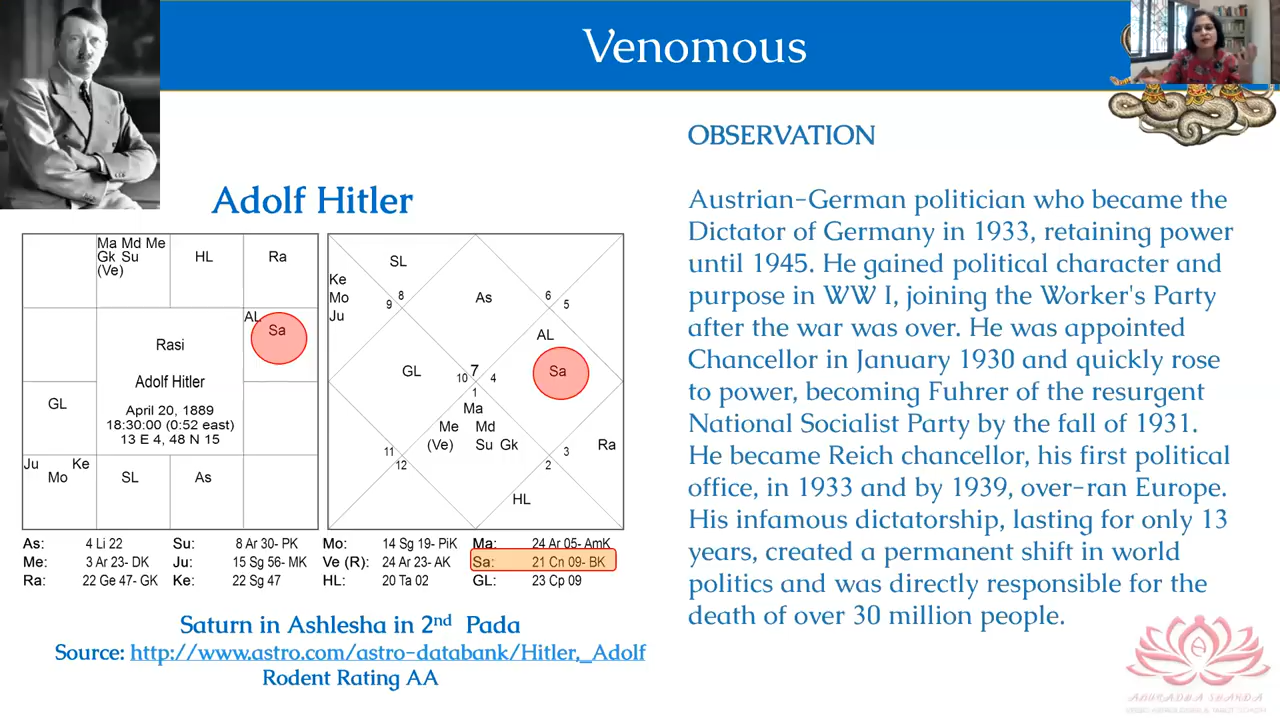 Venomous
OBSERVATION
Adolf Hitler
Ma Md Me
Gk Su
(Ve)
HL
Ra
AL
Sa
Rasi
Adolf Hitler
April 20, 1889
18:30:00 (0:52 east)
13 E 4, 48 N 15
GL
Ju Ke
Mo
SL
As
SL
Ke
Mo
Ju
9
8
As
6
5
AL
Sa
GL
7
10
4
1
Ma
Me Md
(Ve) Su Gk
11
12
3
2
Ra
HL
As: 4 Li 22 Su: 8 Ar 30- PK Mo: 14 Sg 19- PiK Ma: 24 Ar 05- AmK
Me: 3 Ar 23- DK Ju: 15 Sg 56- MK Ve (R): 24 Ar 23- AK Sa: 21 Cn 09- BK
Ra: 22 Ge 47- GK Ke: 22 Sg 47 HL: 20 Ta 02 GL: 23 Cp 09
Saturn in Ashlesha in 2nd Pada
Source: http://www.astro.com/astro-databank/Hitler,_Adolf
Rodent Rating AA
Austrian-German politician who became the
Dictator of Germany in 1933, retaining power
until 1945. He gained political character and
purpose in WW I, joining the Worker's Party
after the war was over. He was appointed
Chancellor in January 1930 and quickly rose
to power, becoming Fuhrer of the resurgent
National Socialist Party by the fall of 1931.
He became Reich chancellor, his first political
office, in 1933 and by 1939, over-ran Europe.
His infamous dictatorship, lasting for only 13
years, created a permanent shift in world
politics and was directly responsible for the
death of over 30 million people.